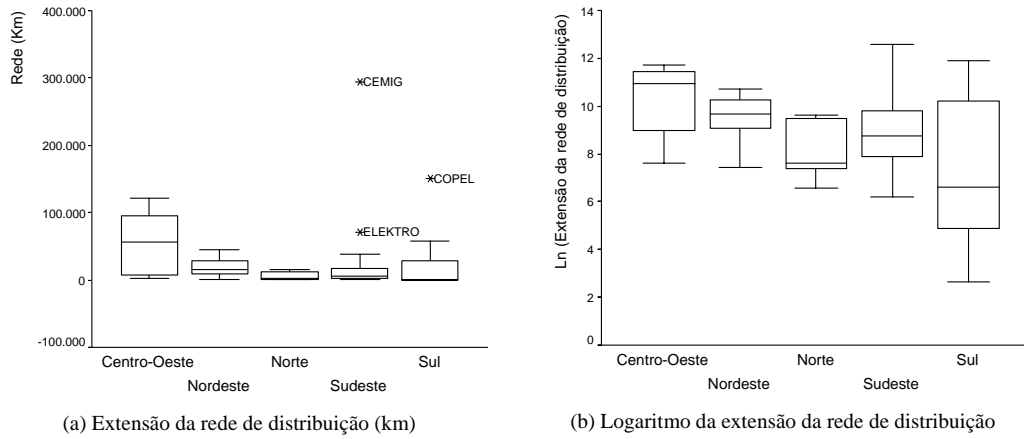 Rede (Km)
400.000
300.000
200.000
100.000
0
-100.000
CEMIG
COPEL
ELEKTRO
Centro-Oeste
Nordeste
Norte
Sudeste
Sul
(a) Extensão da rede de distribuição (km)
Ln (Extensão da rede de distribuição)
14
12
10
8
6
4
2
0
Centro-Oeste
Nordeste
Norte
Sudeste
Sul
(b) Logaritmo da extensão da rede de distribuição